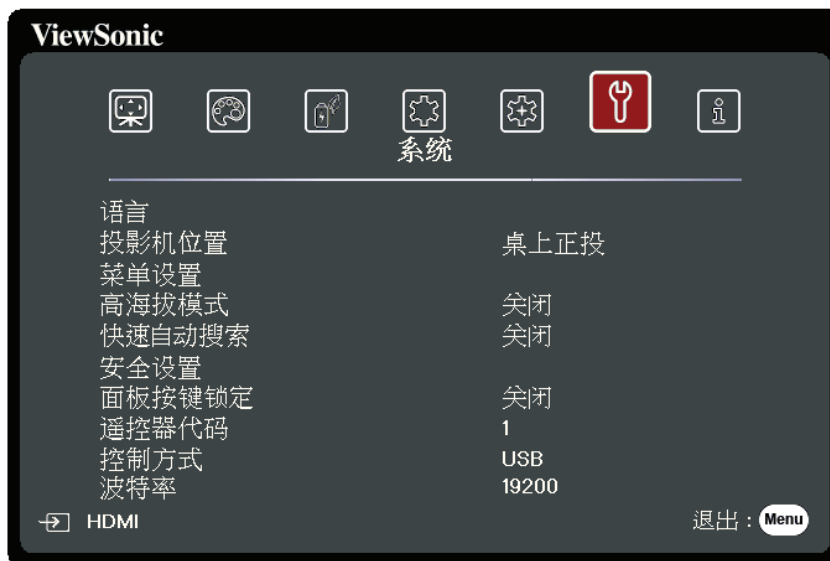 ViewSonic
系统
语言
投影机位置 桌上正投
菜单设置
高海拔模式 关闭
快速自动搜索 关闭
安全设置
面板按键锁定 关闭
遥控器代码 1
控制方式 USB
波特率 19200
HDMI 退出：Menu